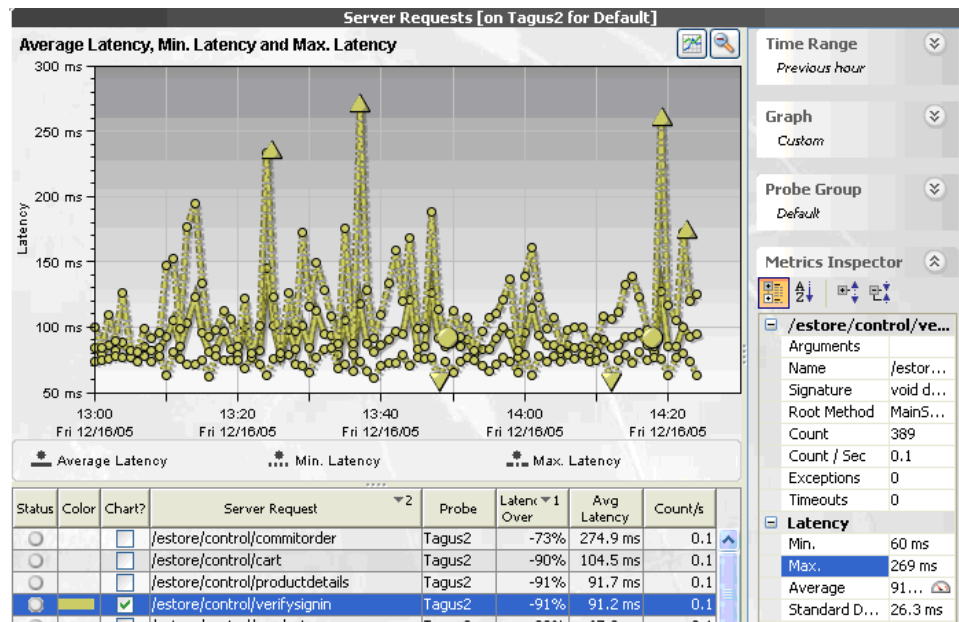 Server Requests [on Tagus2 for Default]
Average Latency, Min. Latency and Max. Latency
300 ms
250 ms
200 ms
150 ms
100 ms
50 ms
Latency
13:00 13:20 13:40 14:00 14:20
Fri 12/16/05 Fri 12/16/05 Fri 12/16/05 Fri 12/16/05 Fri 12/16/05
Average Latency Min. Latency Max. Latency
Status Color Chart? Server Request 2 Probe Latenc 1 Over Avg Latency Count/s
/estore/control/commitorder Tagus2 -73% 274.9 ms 0.1
/estore/control/cart Tagus2 -90% 104.5 ms 0.1
/estore/control/productdetails Tagus2 -91% 91.7 ms 0.1
/estore/control/verifysignin Tagus2 -91% 91.2 ms 0.1
Time Range
Previous hour
Graph
Custom
Probe Group
Default
Metrics Inspector
/estore/control/ve...
Arguments
Name /estor...
Signature void d...
Root Method MainS...
Count 389
Count / Sec 0.1
Exceptions 0
Timeouts 0
Latency
Min. 60 ms
Max. 269 ms
Average 91...
Standard D... 26.3 ms